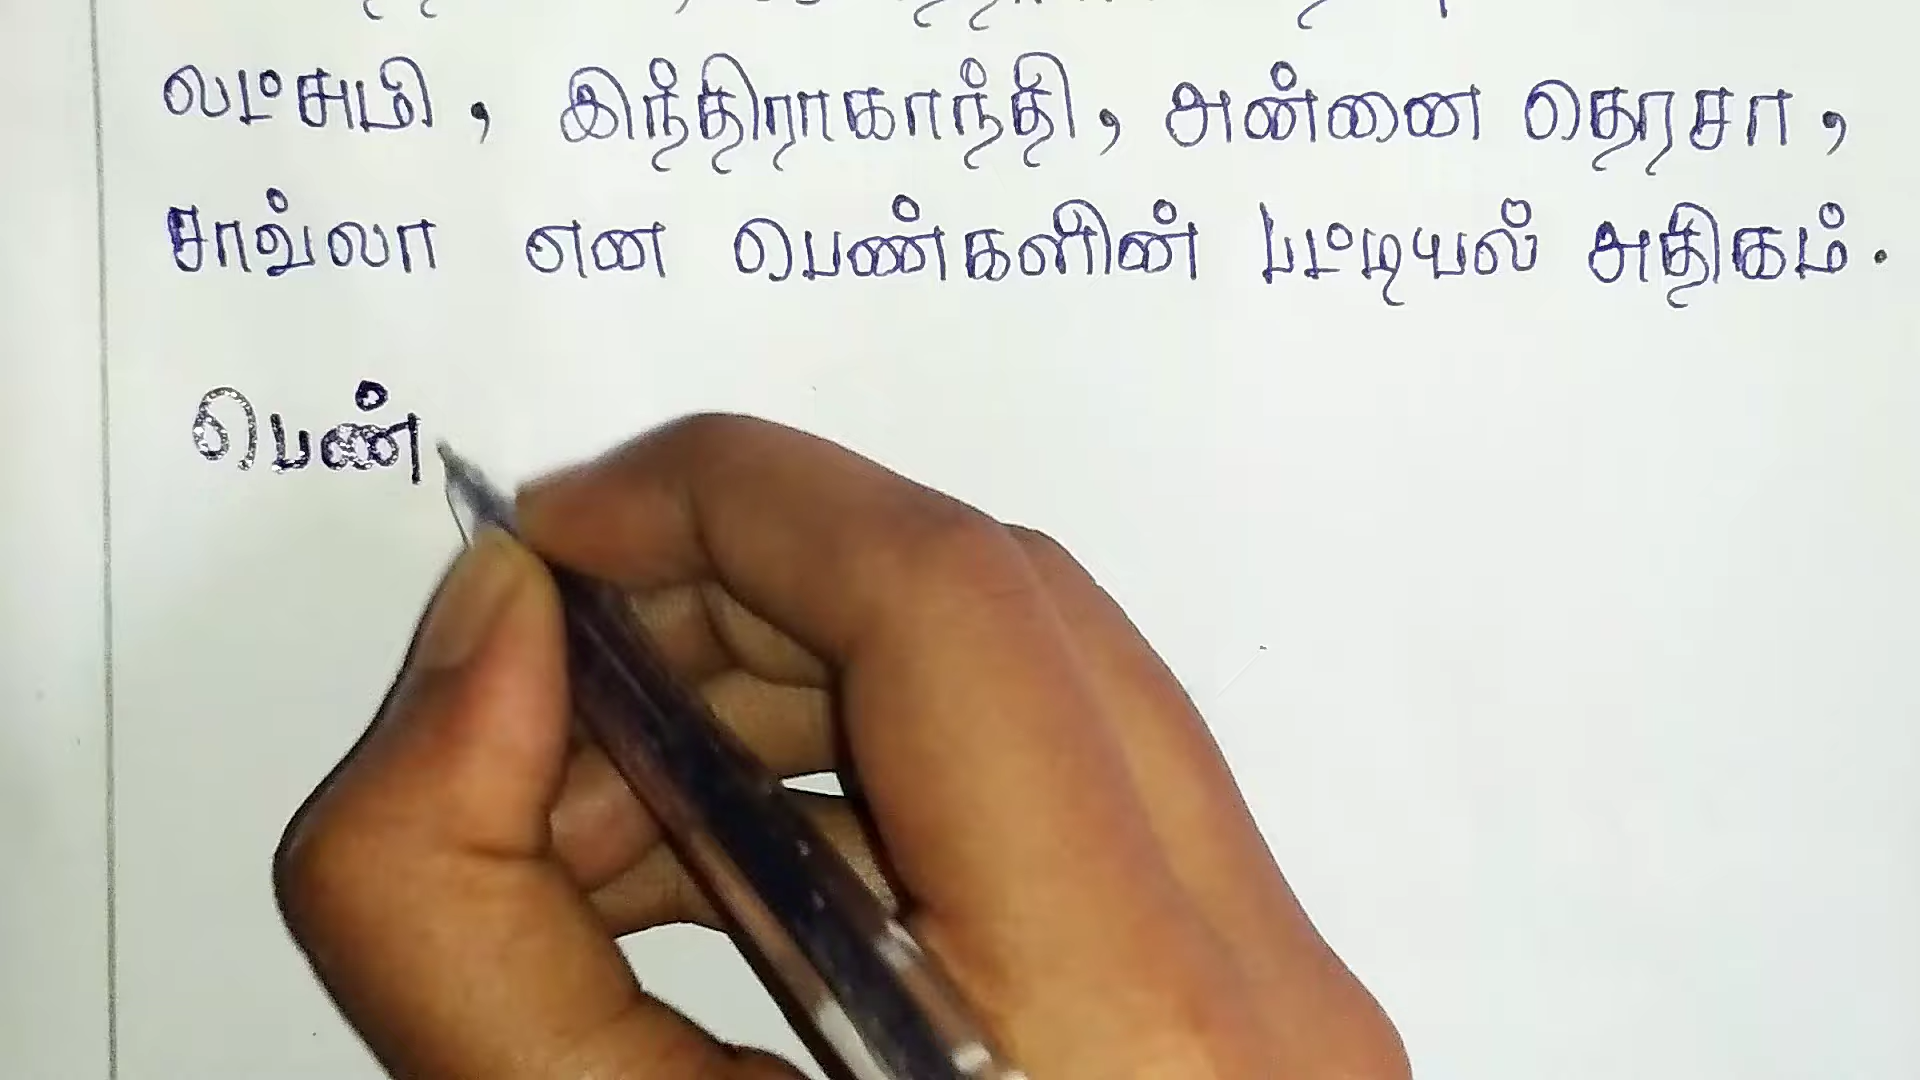 லட்சுமி, இந்திராகாந்தி, அன்னை தெரசா,
சாவ்லா என பெண்களின் பட்டியல் அதிகம்.
பெண்